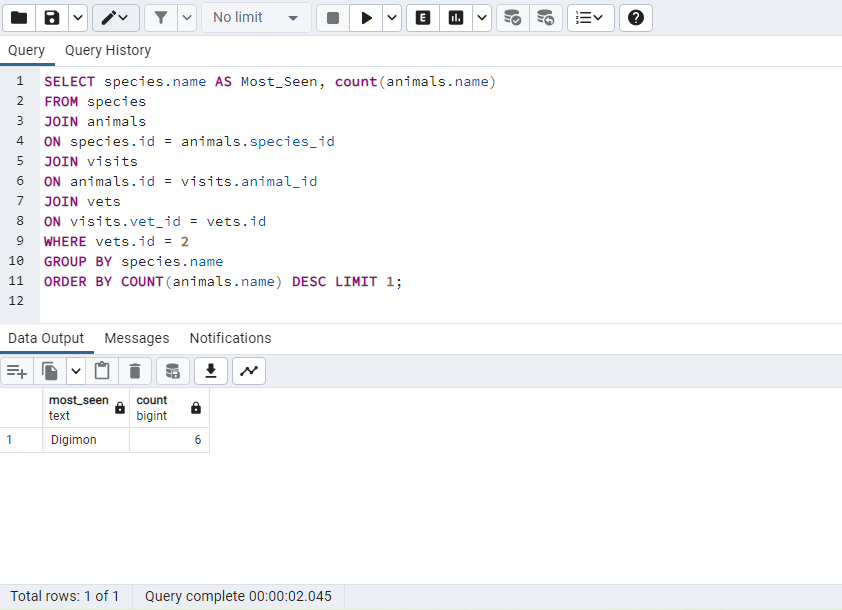 No limit
E
Query Query History
1 SELECT species.name AS Most_Seen, count(animals.name)
2 FROM species
3 JOIN animals
4 ON species.id = animals.species_id
5 JOIN visits
6 ON animals.id = visits.animal_id
7 JOIN vets
8 ON visits.vet_id = vets.id
9 WHERE vets.id = 2
10 GROUP BY species.name
11 ORDER BY COUNT(animals.name) DESC LIMIT 1;
12
Data Output Messages Notifications
most_seen count
text bigint
1 Digimon 6
Total rows: 1 of 1 Query complete 00:00:02.045